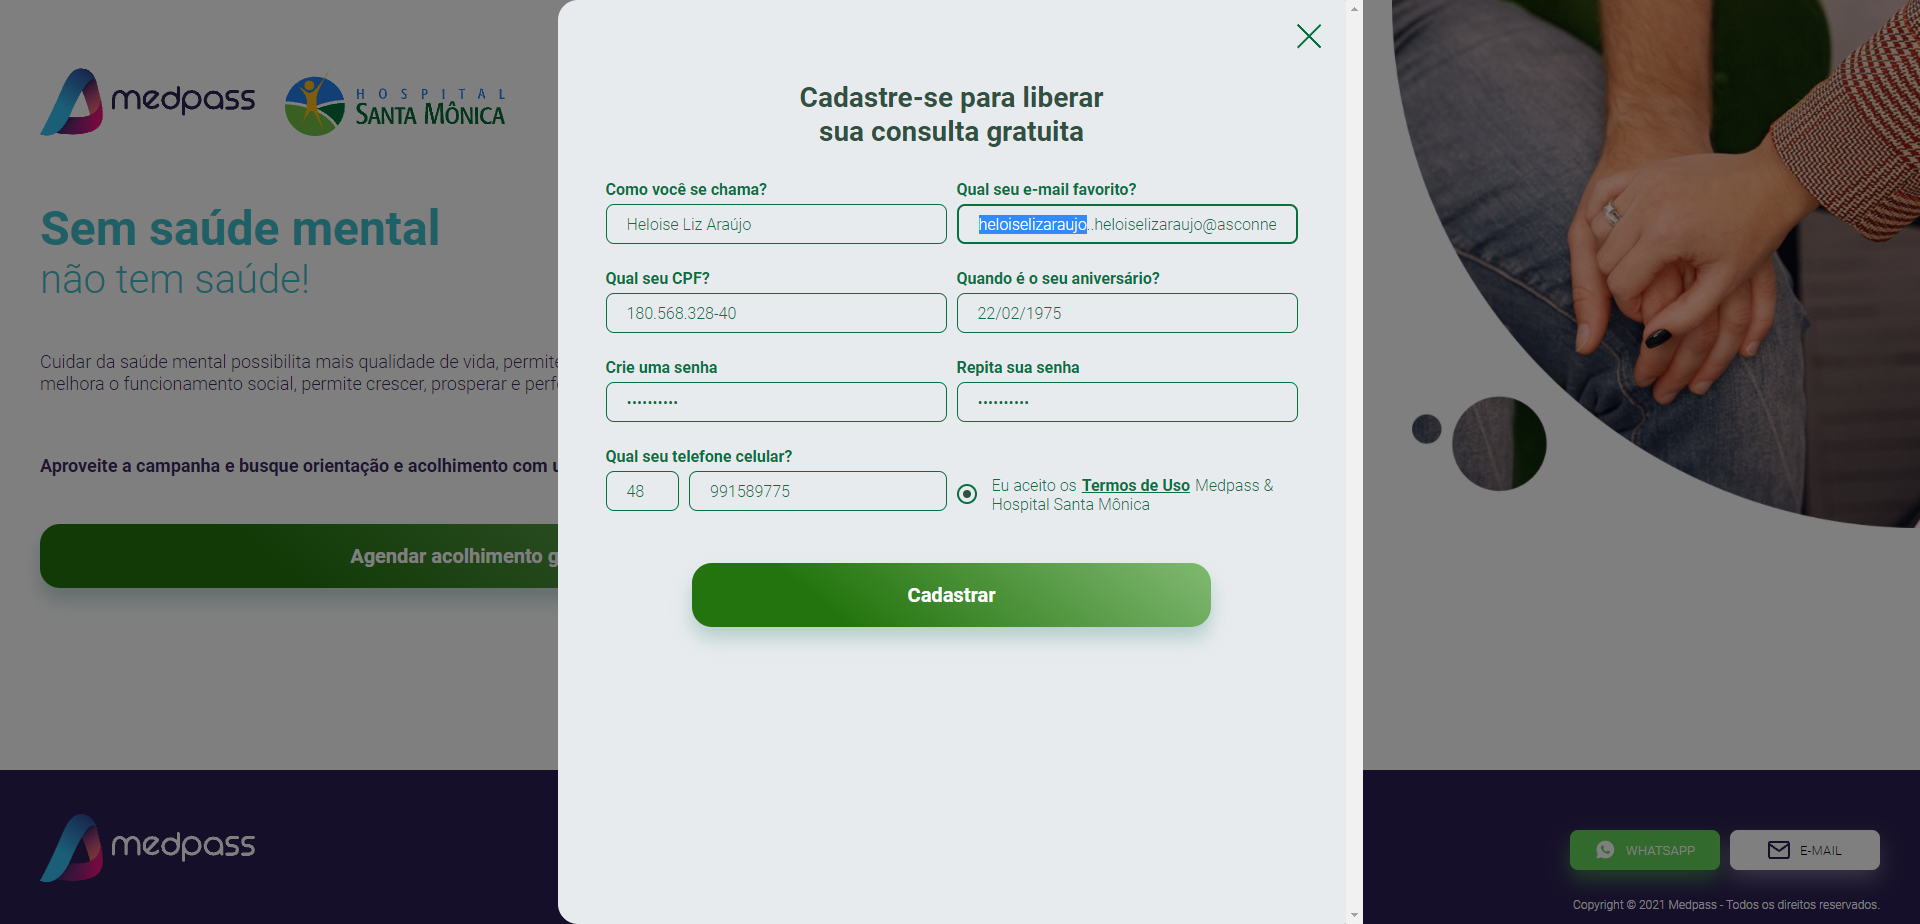 medpass
HOSPITAL
SANTA MÔNICA
Sem saúde mental
não tem saúde!
Cuidar da saúde mental possibilita mais qualidade de vida, permite
melhora o funcionamento social, permite crescer, prosperar e perf
Aproveite a campanha e busque orientação e acolhimento com u
Agendar acolhimento g
Cadastre-se para liberar
sua consulta gratuita
Como você se chama?
Heloise Liz Araújo
Qual seu e-mail favorito?
heloiselizaraujo..heloiselizaraujo@asconne
Qual seu CPF?
180.568.328-40
Quando é o seu aniversário?
22/02/1975
Crie uma senha
••••••••••
Repita sua senha
••••••••••
Qual seu telefone celular?
48
991589775
Eu aceito os Termos de Uso Medpass &
Hospital Santa Mônica
Cadastrar
medpass
WHATSAPP
E-MAIL
Copyright © 2021 Medpass - Todos os direitos reservados.